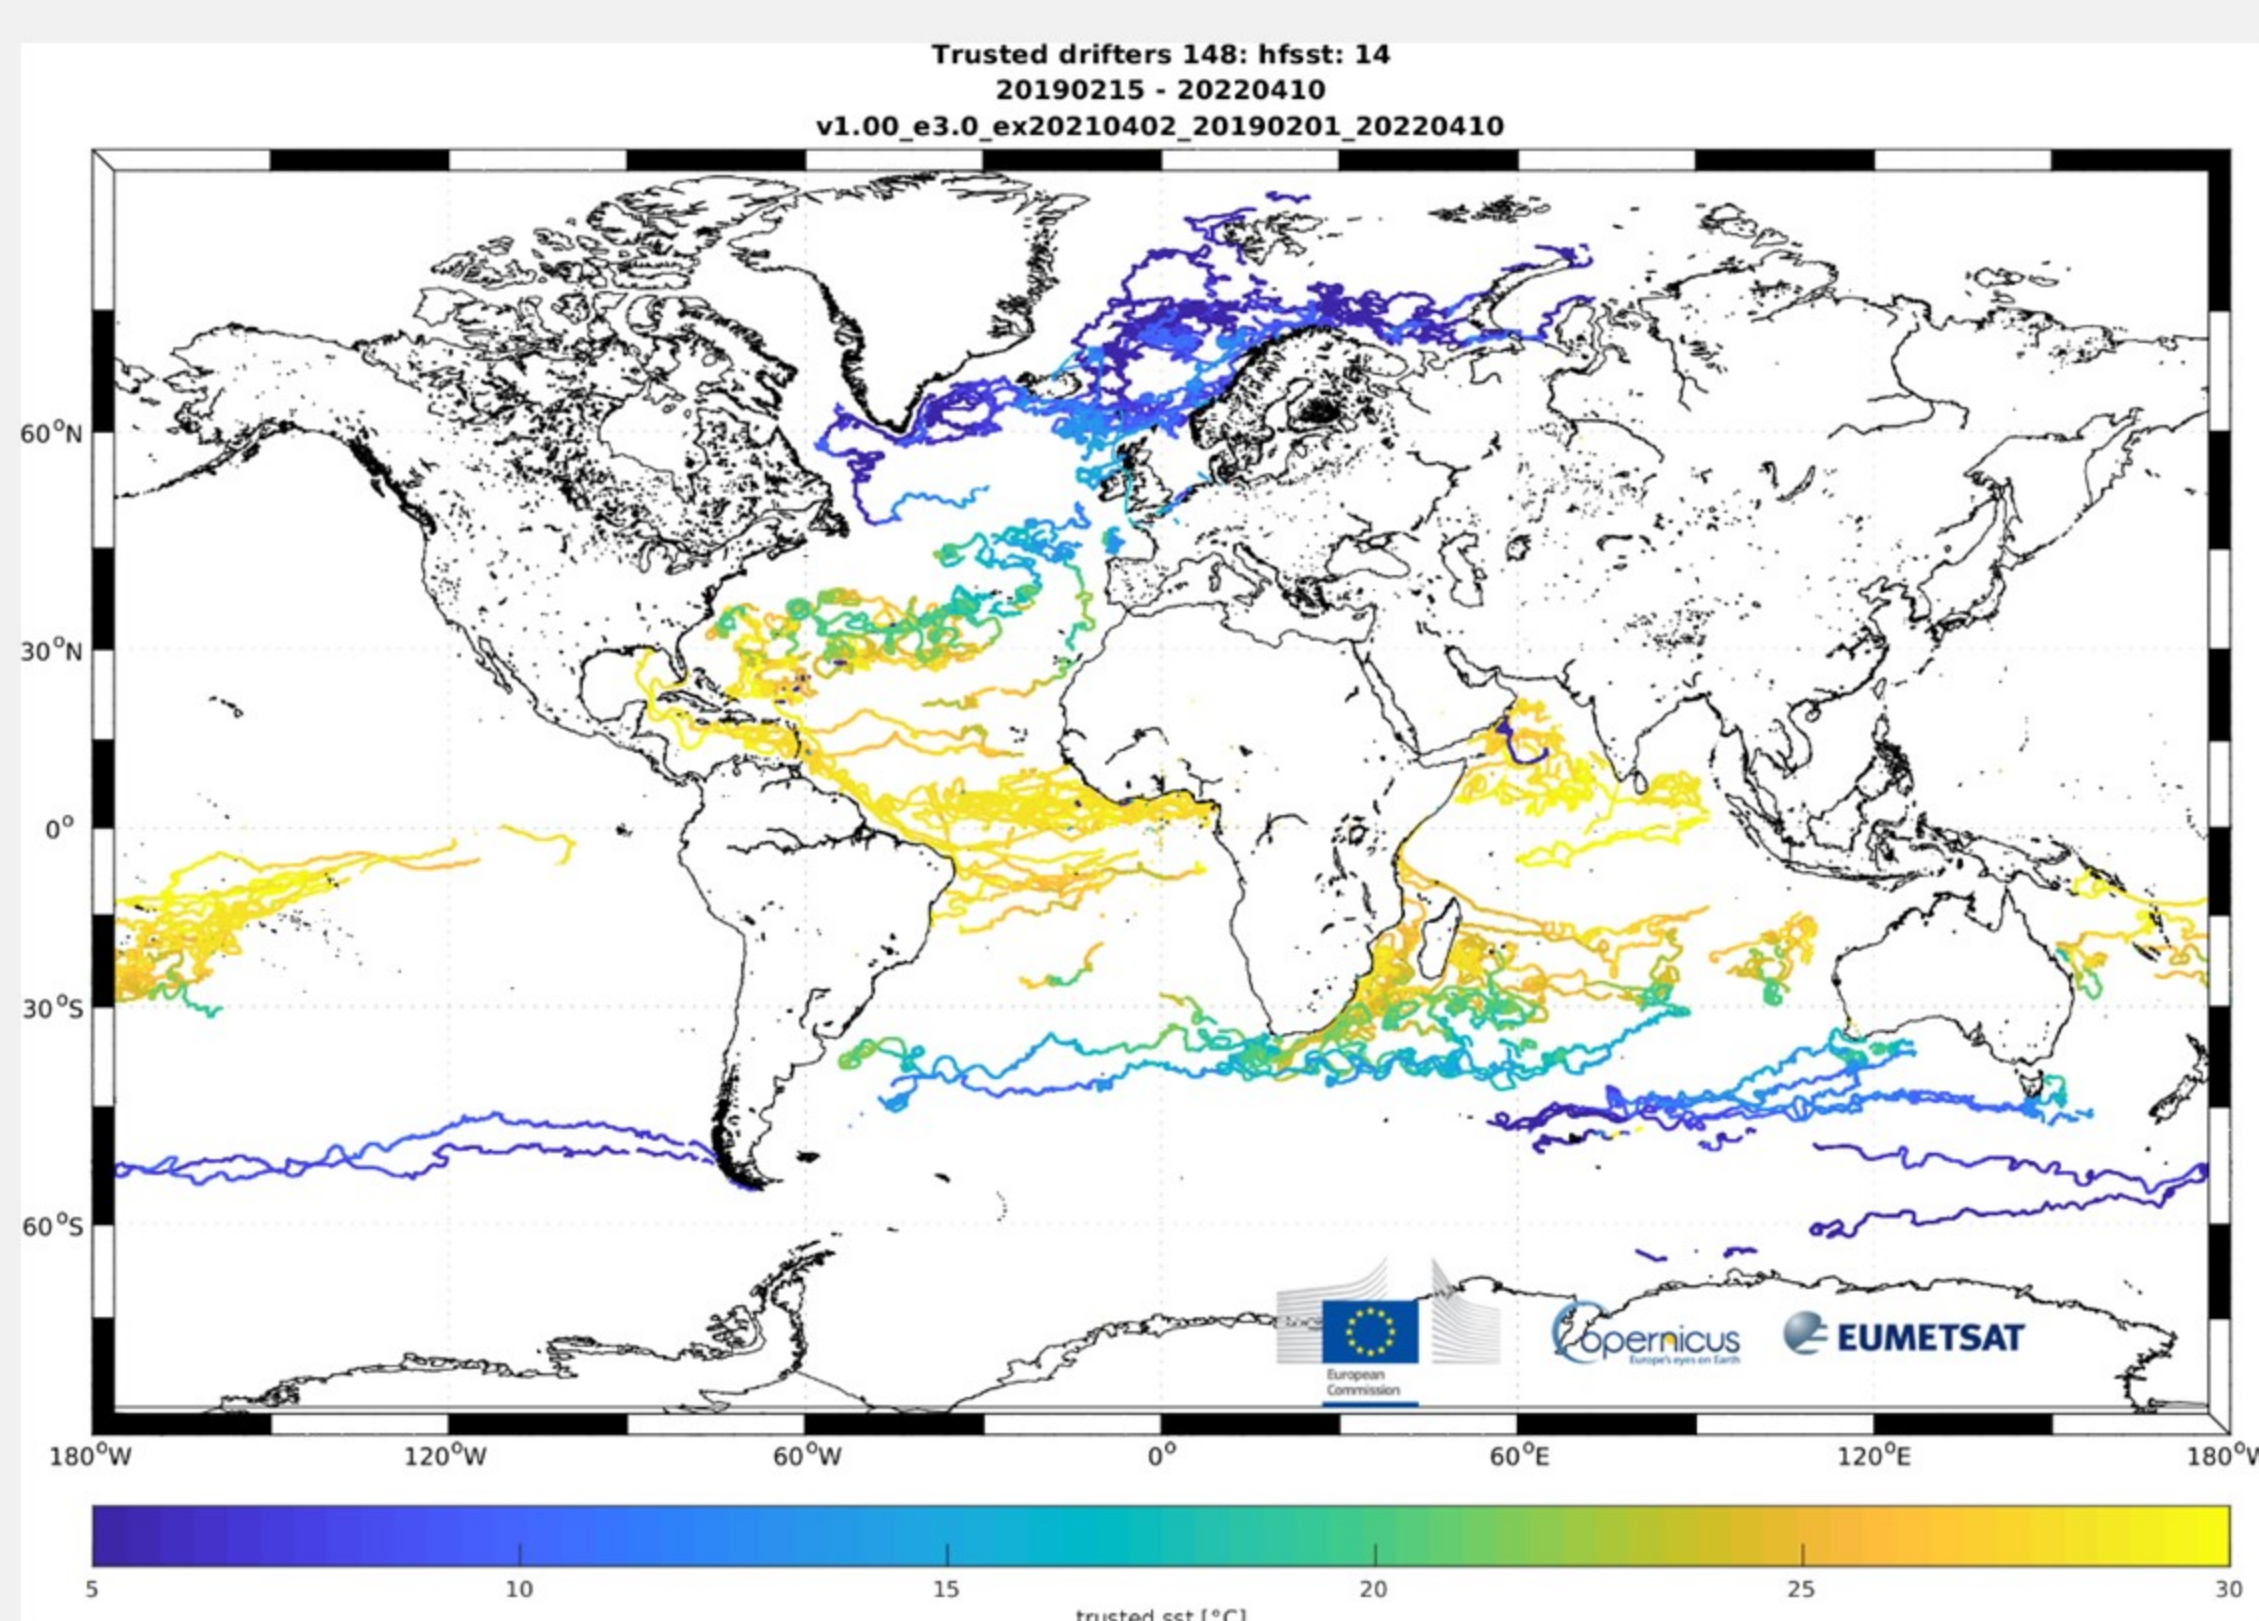 Trusted drifters 148: hfsst: 14
20190215 - 20220410
v1.00_e3.0_ex20210402_20190201_20220410
60°N
30°N
0°
30°S
60°S
European
Commission
opernicus
Europe's eyes on Earth
EUMETSAT
180°W
120°W
60°W
0°
60°E
120°E
180°W
5
10
15
20
25
30
trusted sst [°C]